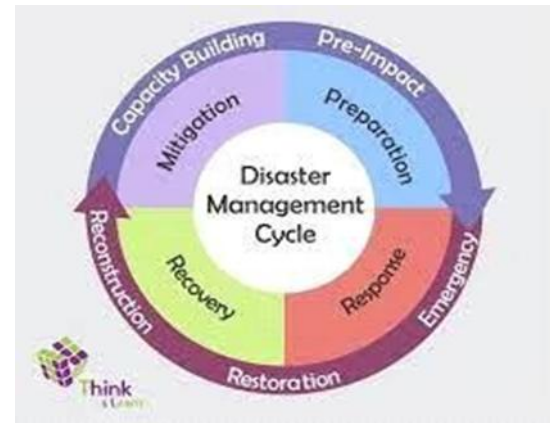 Capacity Building
Pre-Impact
Mitigation
Preparation
Disaster
Management
Cycle
Reconstruction
Recovery
Response
Emergency
Restoration
Think